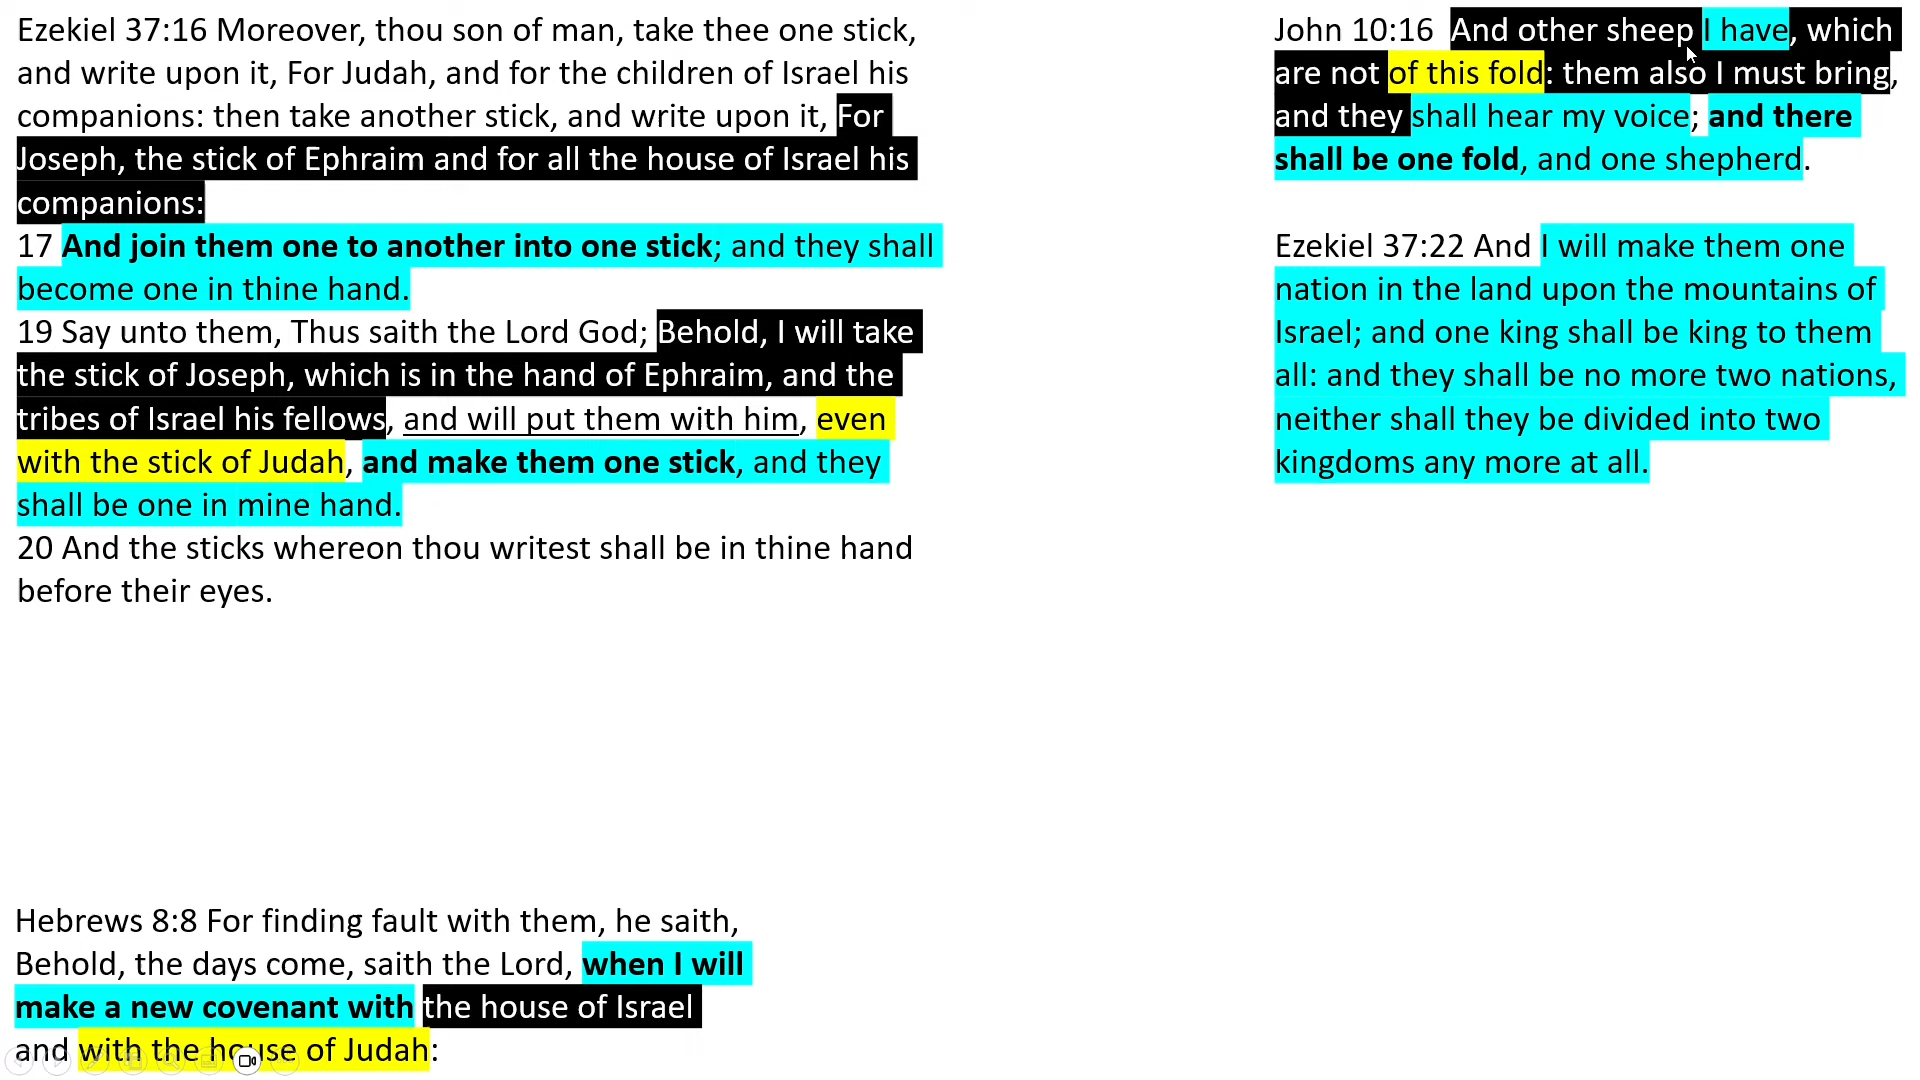 Ezekiel 37:16 Moreover, thou son of man, take thee one stick,
and write upon it, For Judah, and for the children of Israel his
companions: then take another stick, and write upon it, For
Joseph, the stick of Ephraim and for all the house of Israel his
companions:
17 And join them one to another into one stick; and they shall
become one in thine hand.
19 Say unto them, Thus saith the Lord God; Behold, I will take
the stick of Joseph, which is in the hand of Ephraim, and the
tribes of Israel his fellows, and will put them with him, even
with the stick of Judah, and make them one stick, and they
shall be one in mine hand.
20 And the sticks whereon thou writest shall be in thine hand
before their eyes.
Hebrews 8:8 For finding fault with them, he saith,
Behold, the days come, saith the Lord, when I will
make a new covenant with the house of Israel
and with the house of Judah:
John 10:16 And other sheep I have, which
are not of this fold: them also I must bring,
and they shall hear my voice; and there
shall be one fold, and one shepherd.
Ezekiel 37:22 And I will make them one
nation in the land upon the mountains of
Israel; and one king shall be king to them
all: and they shall be no more two nations,
neither shall they be divided into two
kingdoms any more at all.